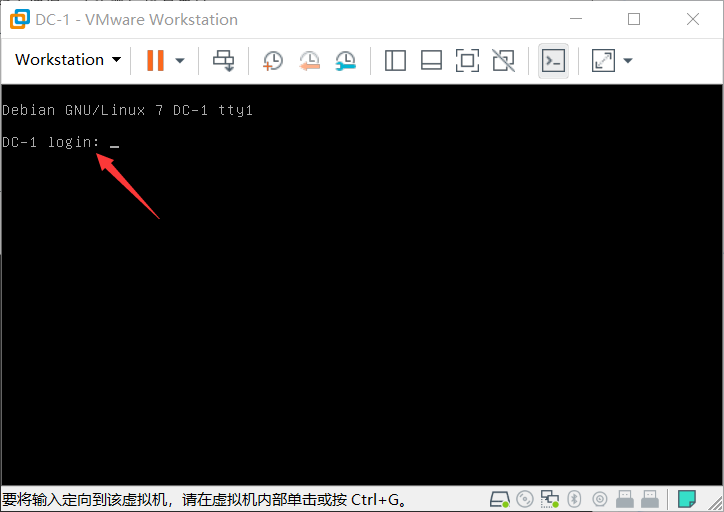 DC-1 - VMware Workstation
Workstation
Debian GNU/Linux 7 DC-1 tty1
DC-1 login: _
要将输入定向到该虚拟机，请在虚拟机内部单击或按 Ctrl+G。